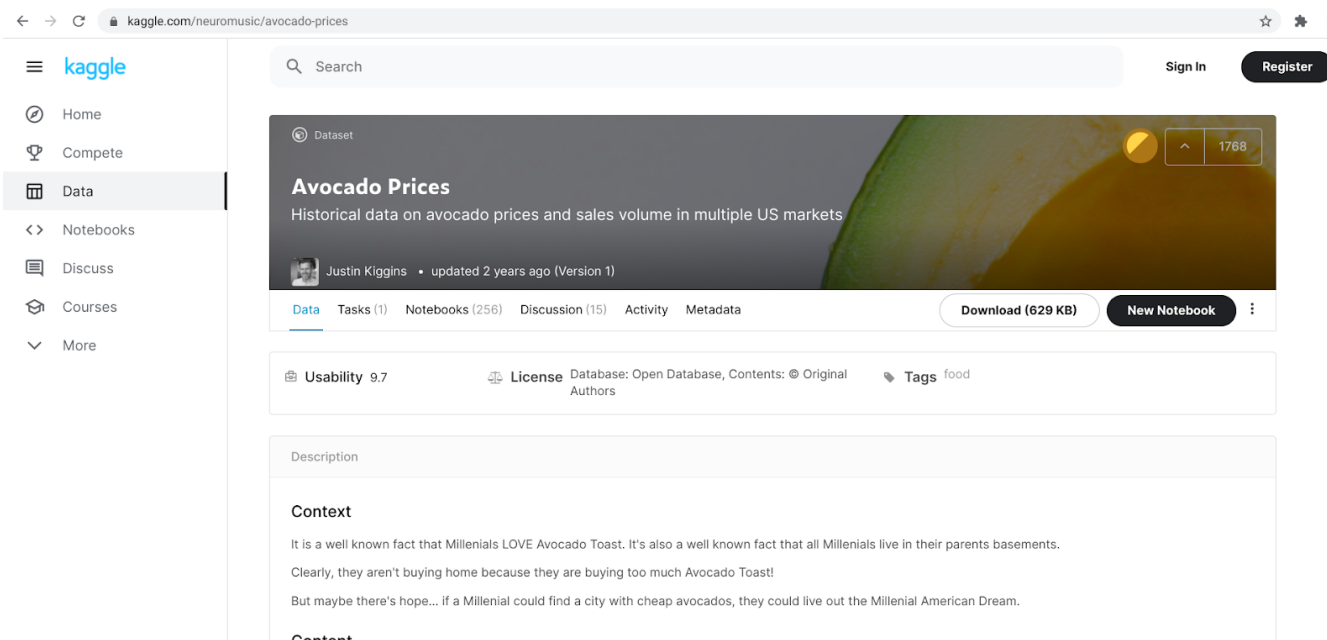 kaggle.com/neuromusic/avocado-prices
kaggle
Search
Sign In
Register
Home
Compete
Data
Notebooks
Discuss
Courses
More
Dataset
1768
Avocado Prices
Historical data on avocado prices and sales volume in multiple US markets
Justin Kiggins • updated 2 years ago (Version 1)
Data Tasks (1) Notebooks (256) Discussion (15) Activity Metadata Download (629 KB) New Notebook
Usability 9.7
License Database: Open Database, Contents: © Original
Authors
Tags food
Description
Context
It is a well known fact that Millenials LOVE Avocado Toast. It's also a well known fact that all Millenials live in their parents basements.
Clearly, they aren't buying home because they are buying too much Avocado Toast!
But maybe there's hope... if a Millenial could find a city with cheap avocados, they could live out the Millenial American Dream.
Content